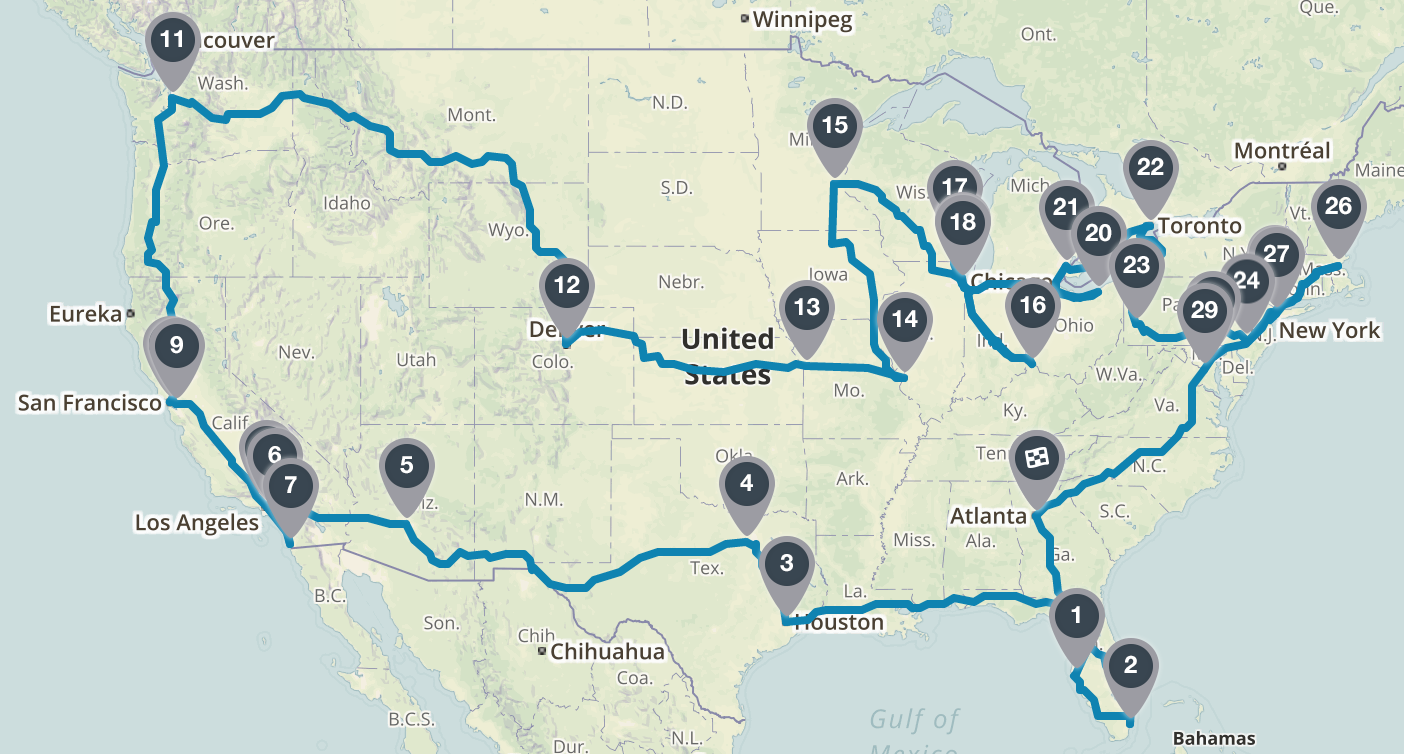 Que.
Winnipeg
11
couver
Ont.
Wash.
N.D.
Mont.
15
Mi
Montréal
22
Maine
17
Mich.
S.D.
Wis.
Idaho
21
26
Vt.
18
Ore.
Toronto
20
Wyo.
N.Y.
27
23
Mass.
Iowa
Chicago
Nebr.
24
12
Conn.
16
13
Pa.
Eureka
14
29
Ohio
Denver
United
States
N.J.
New York
9
Ind.
Nev.
Utah
Colo.
Del.
W.Va.
Mo.
San Francisco
Va.
Ky.
Calif.
6
Okla.
Ten
5
N.C.
Ark.
4
7
N.M.
iz.
Los Angeles
Atlanta
S.C.
Miss.
Ala.
Ga.
3
Tex.
B.C.
La.
1
Houston
Son.
Chih.
Chihuahua
2
Coa.
B.C.S.
Gulf of
Mexico
N.L.
Bahamas
Dur.